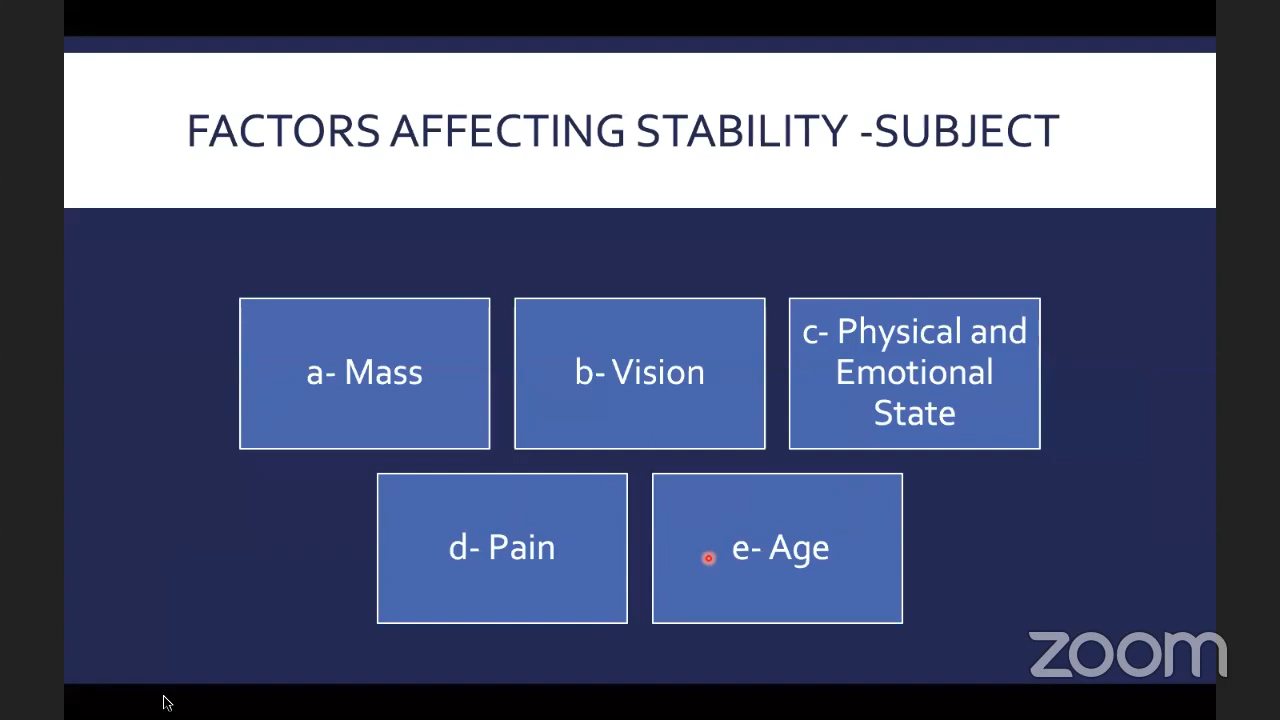 FACTORS AFFECTING STABILITY -SUBJECT
a- Mass
b- Vision
c- Physical and
Emotional
State
d- Pain
e- Age
zoom